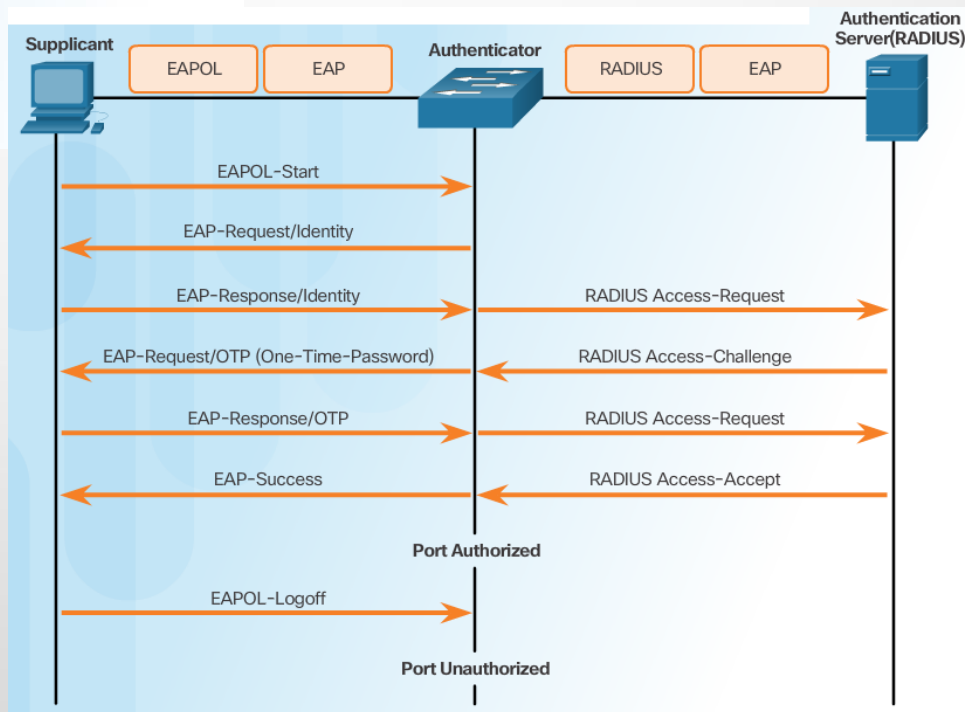 Supplicant
Authenticator
Authentication
Server(RADIUS)
EAPOL
EAP
RADIUS
EAP
EAPOL-Start
EAP-Request/Identity
EAP-Response/Identity
RADIUS Access-Request
EAP-Request/OTP (One-Time-Password)
RADIUS Access-Challenge
EAP-Response/OTP
RADIUS Access-Request
EAP-Success
RADIUS Access-Accept
Port Authorized
EAPOL-Logoff
Port Unauthorized